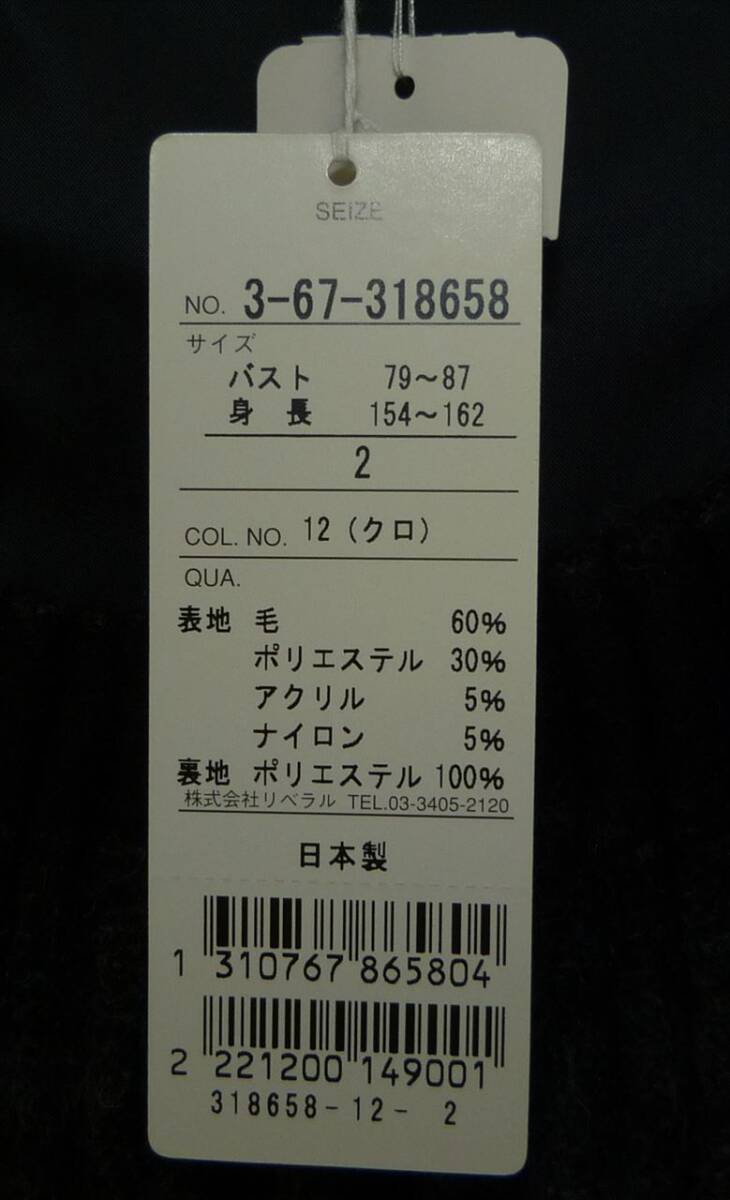 SEIZE
NO. 3-67-318658
サイズ
バスト 79～87
身長 154～162
2
COL. NO. 12（クロ）
QUA.
表地 毛 60%
ポリエステル 30%
アクリル 5%
ナイロン 5%
裏地 ポリエステル 100%
株式会社リベラル TEL.03-3405-2120
日本製
1 310767 865804
2 221200 149001
318658-12- 2